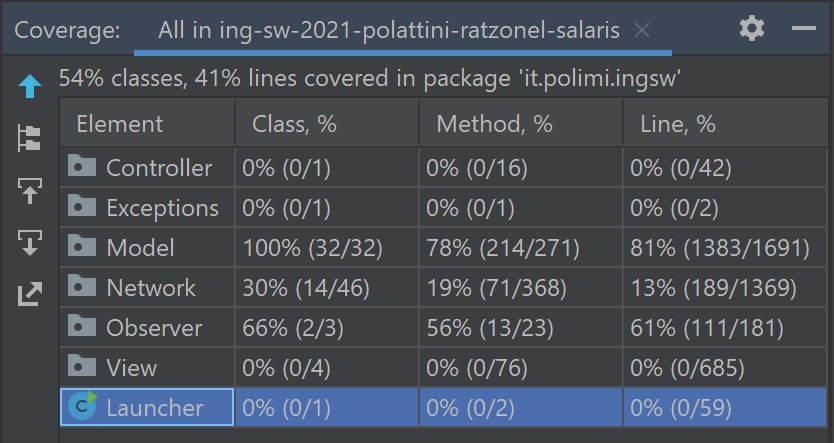 Coverage: All in ing-sw-2021-polattini-ratzonel-salaris
54% classes, 41% lines covered in package 'it.polimi.ingsw'
Element Class, % Method, % Line, %
Controller 0% (0/1) 0% (0/16) 0% (0/42)
Exceptions 0% (0/1) 0% (0/1) 0% (0/2)
Model 100% (32/32) 78% (214/271) 81% (1383/1691)
Network 30% (14/46) 19% (71/368) 13% (189/1369)
Observer 66% (2/3) 56% (13/23) 61% (111/181)
View 0% (0/4) 0% (0/76) 0% (0/685)
C Launcher 0% (0/1) 0% (0/2) 0% (0/59)